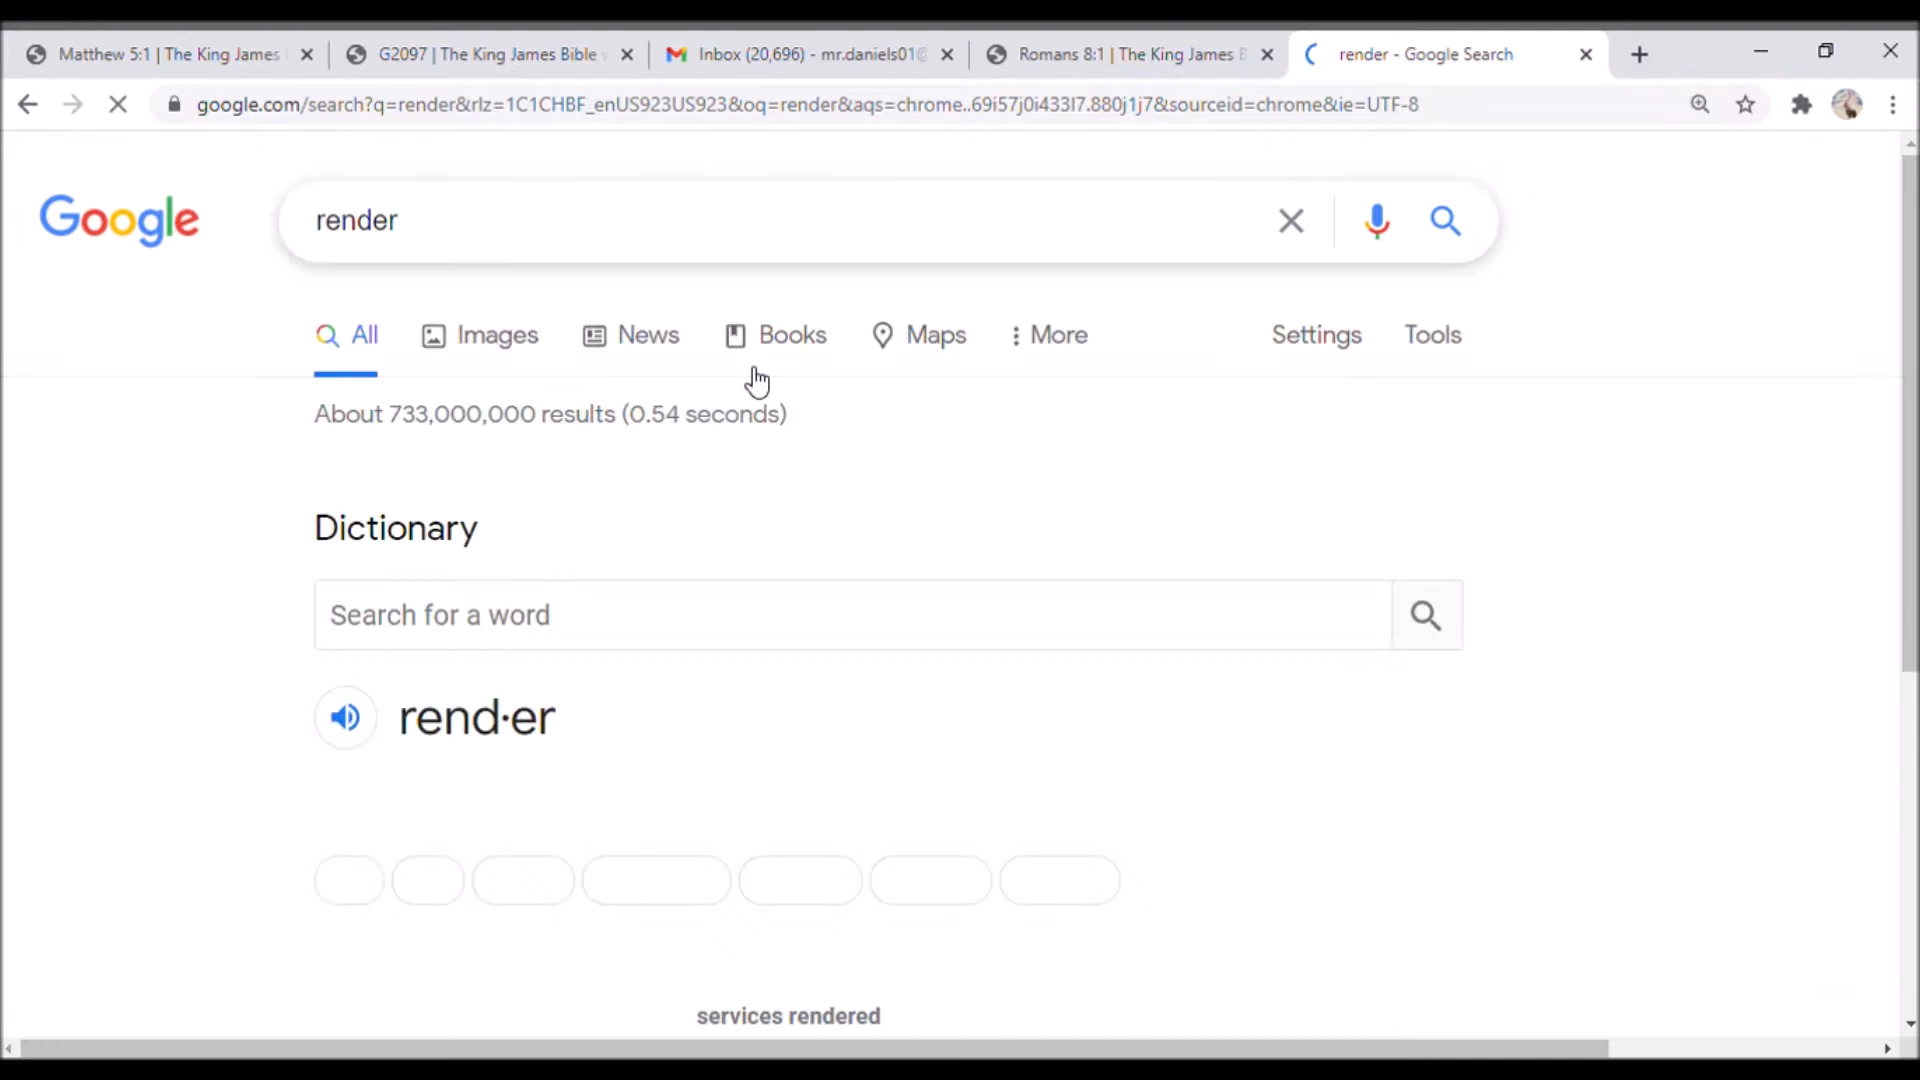 Matthew 5:1 | The King James
G2097 | The King James Bible
Inbox (20,696) - mr.daniels01@
Romans 8:1 | The King James B
render - Google Search
google.com/search?q=render&rlz=1C1CHBF_enUS923US923&oq=render&aqs=chrome..69i57j0i433l7.880j1j7&sourceid=chrome&ie=UTF-8
Google
render
All
Images
News
Books
Maps
More
Settings
Tools
About 733,000,000 results (0.54 seconds)
Dictionary
Search for a word
rend·er
services rendered